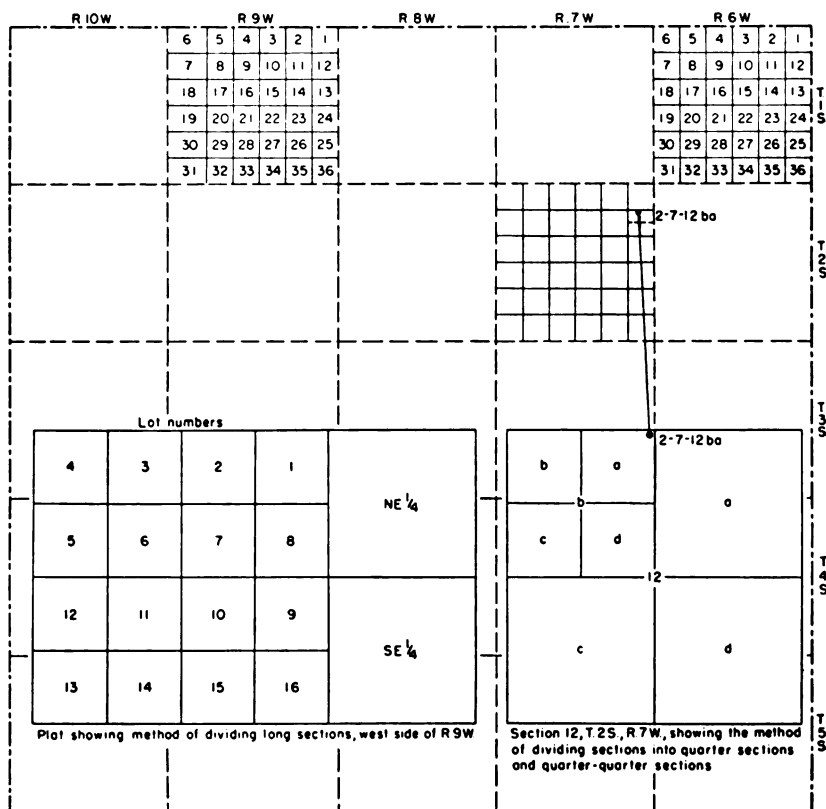 R 10W R 9W R 8W R.7W R 6W
6 5 4 3 2 1 6 5 4 3 2 1
7 8 9 10 11 12 7 8 9 10 11 12
18 17 16 15 14 13 18 17 16 15 14 13
19 20 21 22 23 24 19 20 21 22 23 24
30 29 28 27 26 25 30 29 28 27 26 25
31 32 33 34 35 36 31 32 33 34 35 36
T 1 S
2-7-12 ba
T 2 S
T 3 S
Lot numbers
4 3 2 1
NE 1/4
5 6 7 8
12 11 10 9
SE 1/4
13 14 15 16
Plat showing method of dividing long sections, west side of R 9W
2-7-12 ba
b a
b
a
c d
12
c d
T 4 S
T 5 S
Section 12, T. 2 S., R. 7 W., showing the method
of dividing sections into quarter sections
and quarter-quarter sections